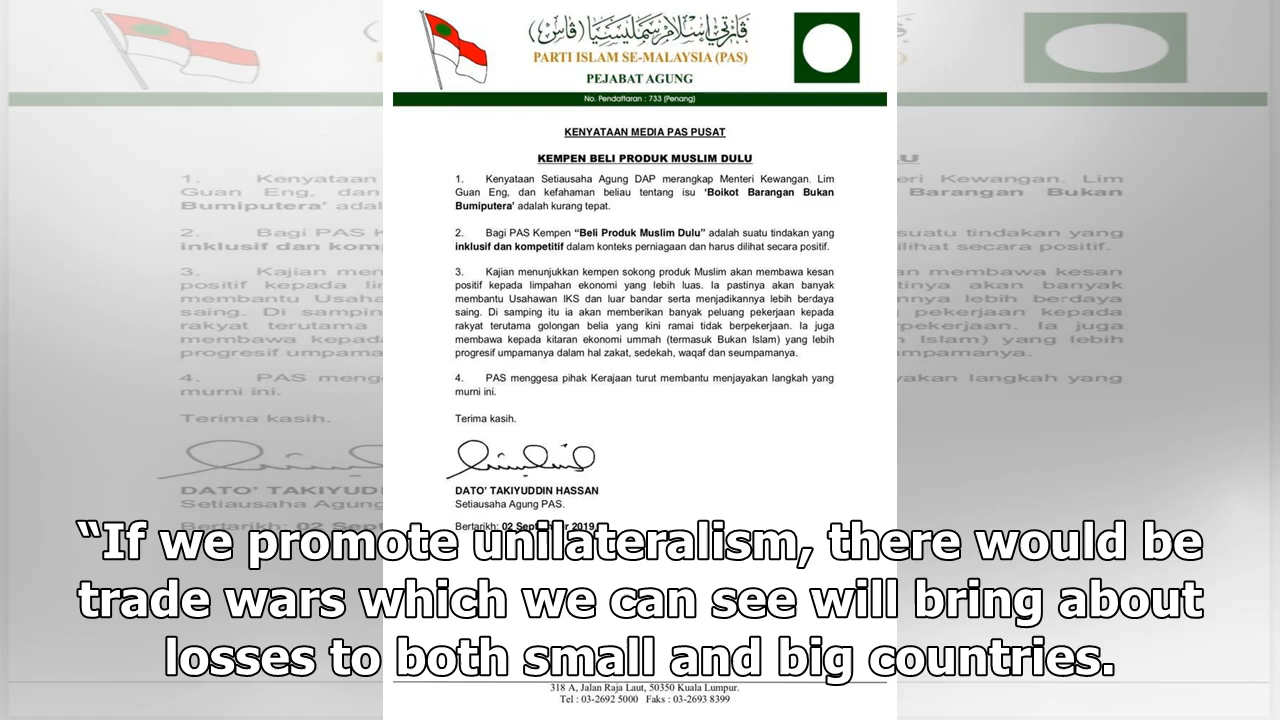 ڤارتي إسلام سمليسيا (ڤاس)
PARTI ISLAM SE-MALAYSIA (PAS)
PEJABAT AGUNG
No. Pendaftaran : 733 (Penang)
KENYATAAN MEDIA PAS PUSAT
KEMPEN BELI PRODUK MUSLIM DULU
1. Kenyataan Setiausaha Agung DAP merangkap Menteri Kewangan. Lim
Guan Eng, dan kefahaman beliau tentang isu ‘Boikot Barangan Bukan
Bumiputera’ adalah kurang tepat.
2. Bagi PAS Kempen “Beli Produk Muslim Dulu” adalah suatu tindakan yang
inklusif dan kompetitif dalam konteks perniagaan dan harus dilihat secara positif.
3. Kajian menunjukkan kempen sokong produk Muslim akan membawa kesan
positif kepada limpahan ekonomi yang lebih luas. Ia pastinya akan banyak
membantu Usahawan IKS dan luar bandar serta menjadikannya lebih berdaya
saing. Di samping itu ia akan memberikan banyak peluang pekerjaan kepada
rakyat terutama golongan belia yang kini ramai tidak berpekerjaan. Ia juga
membawa kepada kitaran ekonomi ummah (termasuk Bukan Islam) yang lebih
progresif umpamanya dalam hal zakat, sedekah, waqaf dan seumpamanya.
4. PAS menggesa pihak Kerajaan turut membantu menjayakan langkah yang
murni ini.
Terima kasih.
DATO' TAKIYUDDIN HASSAN
Setiausaha Agung PAS.
Bertarikh: 02 September 2019
“If we promote unilateralism, there would be
trade wars which we can see will bring about
losses to both small and big countries.
318 A, Jalan Raja Laut, 50350 Kuala Lumpur.
Tel : 03-2692 5000 Faks : 03-2693 8399